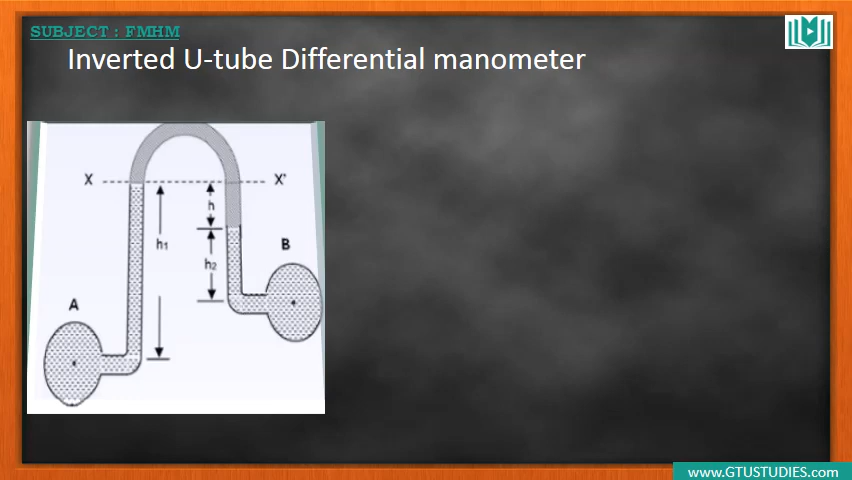 SUBJECT : FMHM
Inverted U-tube Differential manometer
X
X'
h
h1
B
h2
A
www.GTUSTUDIES.com